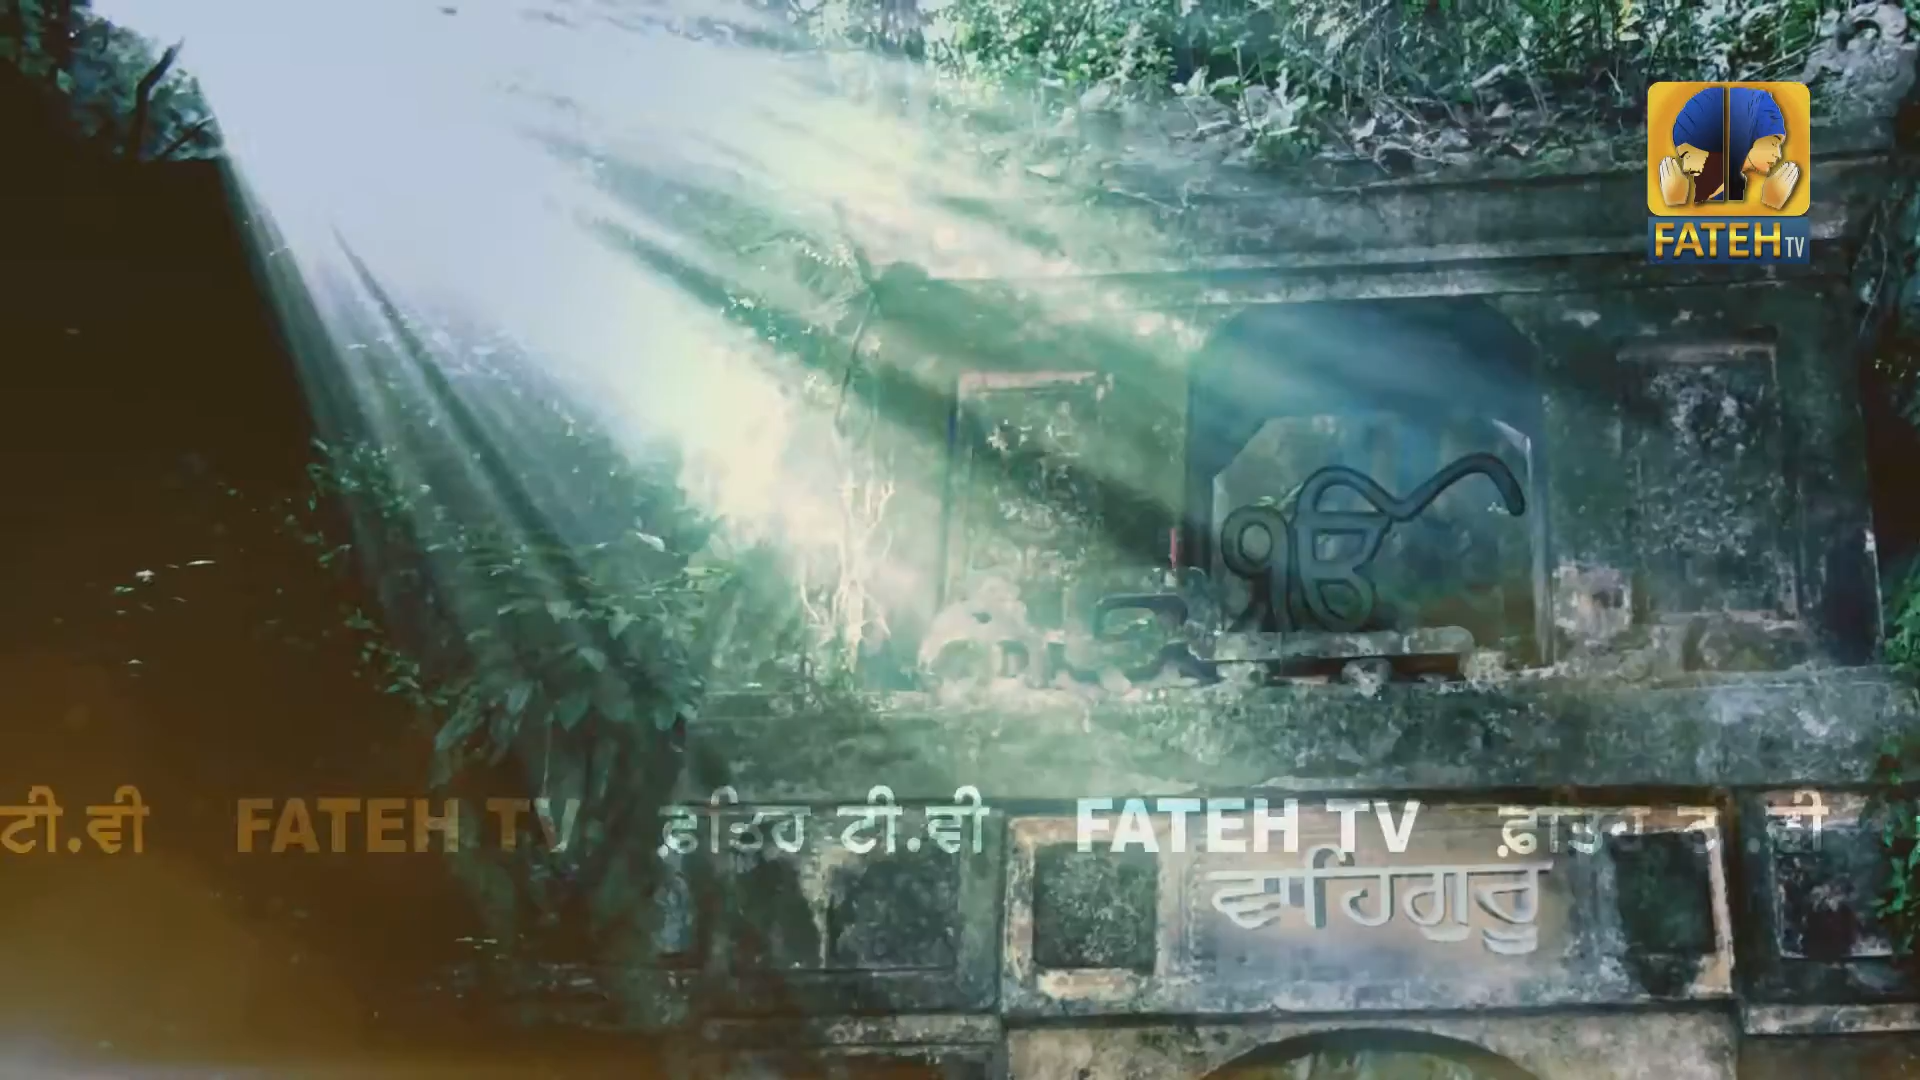 FATEH TV
ੴ
ਟੀ.ਵੀ FATEH TV ਫ਼ਤਿਹ ਟੀ.ਵੀ FATEH TV ਫ਼ਤਿਹ ਟੀ.ਵੀ
ਵਾਹਿਗੁਰੂ